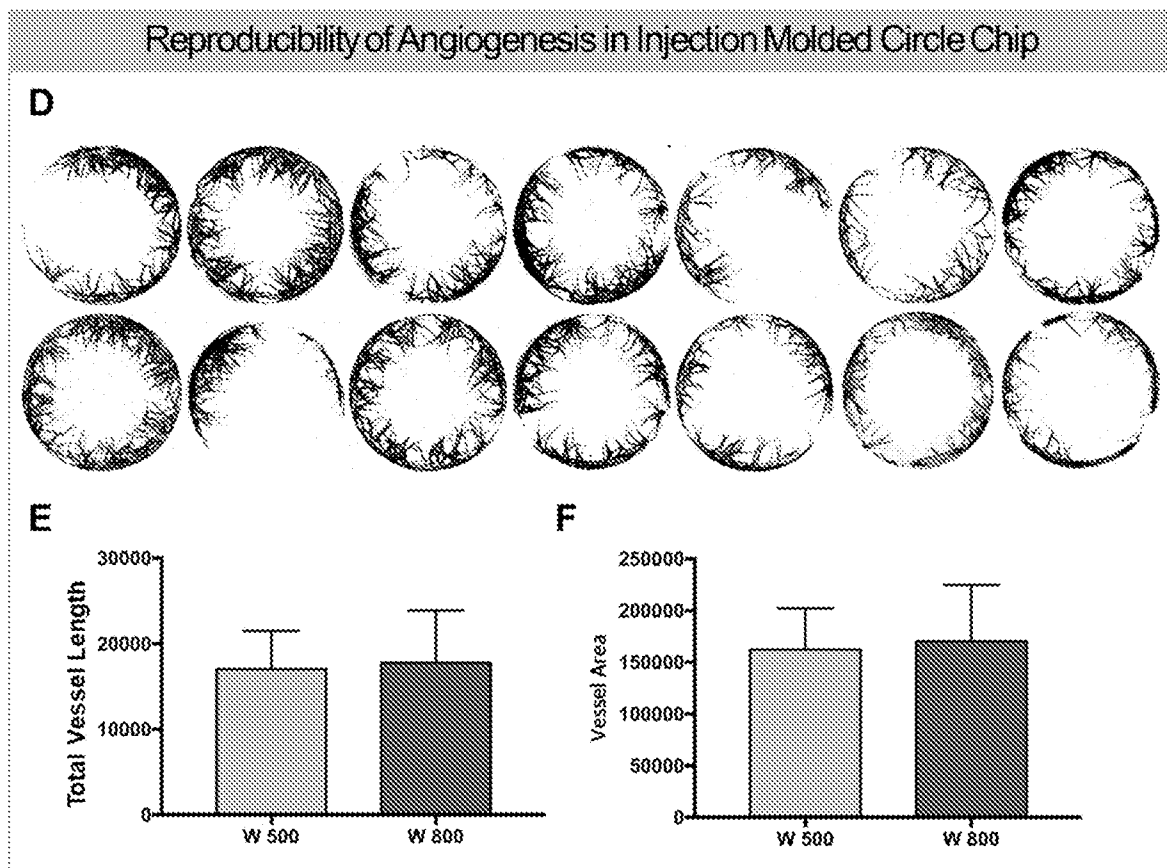 Reproducibility of Angiogenesis in Injection Molded Circle Chip
D
E
F
30000
20000
10000
0
Total Vessel Length
W 500
W 800
250000
200000
150000
100000
50000
0
Vessel Area
W 500
W 800